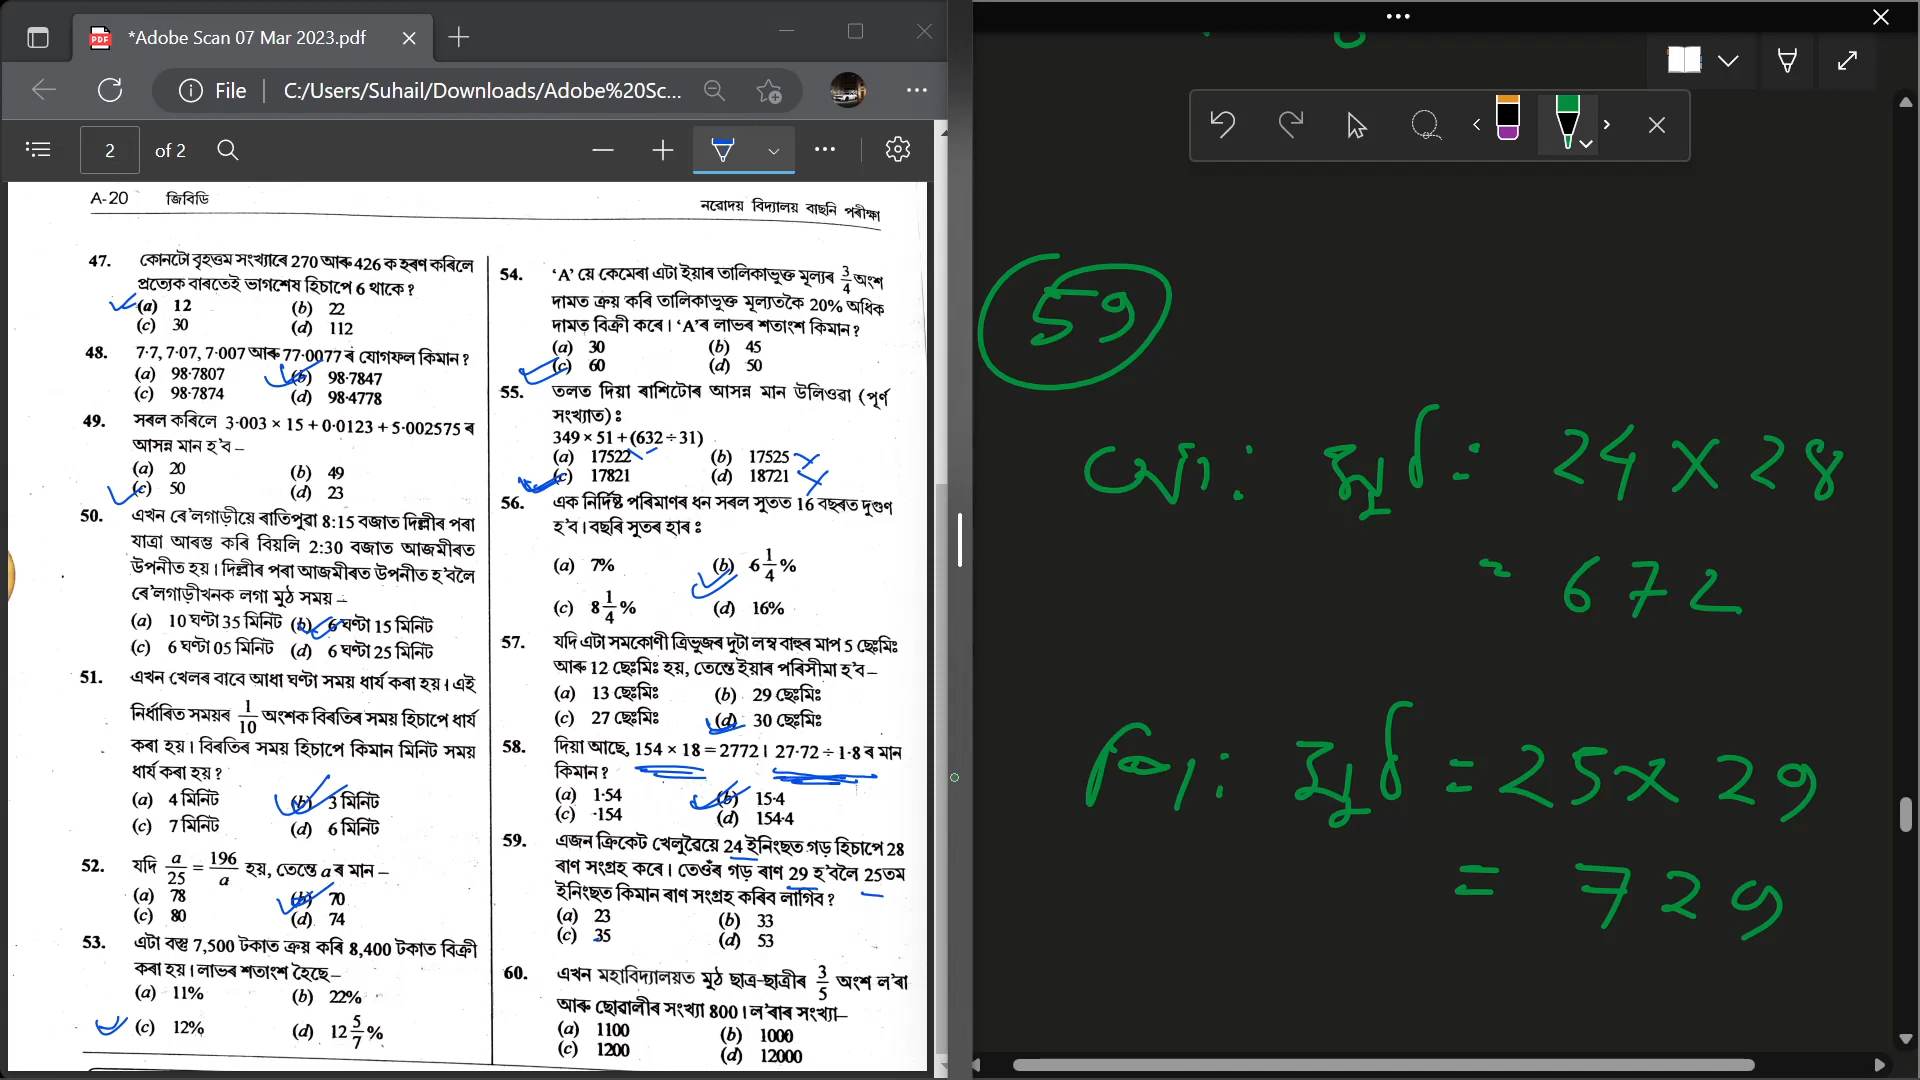 *Adobe Scan 07 Mar 2023.pdf
File
C:/Users/Suhail/Downloads/Adobe%20Sc...
2 of 2
A-20 জিবিডি
নৱোদয় বিদ্যালয় বাছনি পৰীক্ষা
47. কোনটো বৃহত্তম সংখ্যাৰে 270 আৰু 426 ক হৰণ কৰিলে
প্ৰত্যেক বাৰতেই ভাগশেষ হিচাপে 6 থাকে?
(a) 12 (b) 22
(c) 30 (d) 112
48. 7·7, 7·07, 7·007 আৰু 77·0077 ৰ যোগফল কিমান?
(a) 98·7807 (b) 98·7847
(c) 98·7874 (d) 98·4778
49. সৰল কৰিলে 3·003 × 15 + 0·0123 + 5·002575 ৰ
আসন্ন মান হ'ব –
(a) 20 (b) 49
(c) 50 (d) 23
50. এখন ৰে'লগাড়ীয়ে ৰাতিপুৱা 8:15 বজাত দিল্লীৰ পৰা
যাত্ৰা আৰম্ভ কৰি বিয়লি 2:30 বজাত আজমীৰত
উপনীত হয়। দিল্লীৰ পৰা আজমীৰত উপনীত হ'বলৈ
ৰে'লগাড়ীখনক লগা মুঠ সময় –
(a) 10 ঘণ্টা 35 মিনিট (b) 6 ঘণ্টা 15 মিনিট
(c) 6 ঘণ্টা 05 মিনিট (d) 6 ঘণ্টা 25 মিনিট
51. এখন খেলৰ বাবে আধা ঘণ্টা সময় ধাৰ্য কৰা হয়। এই
নিৰ্ধাৰিত সময়ৰ 1/10 অংশক বিৰতিৰ সময় হিচাপে ধাৰ্য
কৰা হয়। বিৰতিৰ সময় হিচাপে কিমান মিনিট সময়
ধাৰ্য কৰা হয়?
(a) 4 মিনিট (b) 3 মিনিট
(c) 7 মিনিট (d) 6 মিনিট
52. যদি a/25 = 196/a হয়, তেন্তে a ৰ মান –
(a) 78 (b) 70
(c) 80 (d) 74
53. এটা বস্তু 7,500 টকাত ক্ৰয় কৰি 8,400 টকাত বিক্ৰী
কৰা হয়। লাভৰ শতাংশ হৈছে –
(a) 11% (b) 22%
(c) 12% (d) 12 5/7 %
54. 'A' য়ে কেমেৰা এটা ইয়াৰ তালিকাভুক্ত মূল্যৰ 3/4 অংশ
দামত ক্ৰয় কৰি তালিকাভুক্ত মূল্যতকৈ 20% অধিক
দামত বিক্ৰী কৰে। 'A'ৰ লাভৰ শতাংশ কিমান?
(a) 30 (b) 45
(c) 60 (d) 50
55. তলত দিয়া ৰাশিটোৰ আসন্ন মান উলিওৱা (পূৰ্ণ
সংখ্যাত) ঃ
349 × 51 + (632 ÷ 31)
(a) 17522 (b) 17525
(c) 17821 (d) 18721
56. এক নিৰ্দিষ্ট পৰিমাণৰ ধন সৰল সুতত 16 বছৰত দুগুণ
হ'ব। বছৰি সুতৰ হাৰ ঃ
(a) 7% (b) 6 1/4 %
(c) 8 1/4 % (d) 16%
57. যদি এটা সমকোণী ত্ৰিভুজৰ দুটা লম্ব বাহুৰ মাপ 5 ছেঃমিঃ
আৰু 12 ছেঃমিঃ হয়, তেন্তে ইয়াৰ পৰিসীমা হ'ব –
(a) 13 ছেঃমিঃ (b) 29 ছেঃমিঃ
(c) 27 ছেঃমিঃ (d) 30 ছেঃমিঃ
58. দিয়া আছে, 154 × 18 = 2772। 27·72 ÷ 1·8 ৰ মান
কিমান?
(a) 1·54 (b) 15·4
(c) ·154 (d) 154·4
59. এজন ক্ৰিকেট খেলুৱৈয়ে 24 ইনিংছত গড় হিচাপে 28
ৰাণ সংগ্ৰহ কৰে। তেওঁৰ গড় ৰাণ 29 হ'বলৈ 25তম
ইনিংছত কিমান ৰাণ সংগ্ৰহ কৰিব লাগিব?
(a) 23 (b) 33
(c) 35 (d) 53
60. এখন মহাবিদ্যালয়ত মুঠ ছাত্ৰ-ছাত্ৰীৰ 3/5 অংশ ল'ৰা
আৰু ছোৱালীৰ সংখ্যা 800। ল'ৰাৰ সংখ্যা–
(a) 1100 (b) 1000
(c) 1200 (d) 12000
59
= 24 × 28
= 672
= 25 × 29
= 729